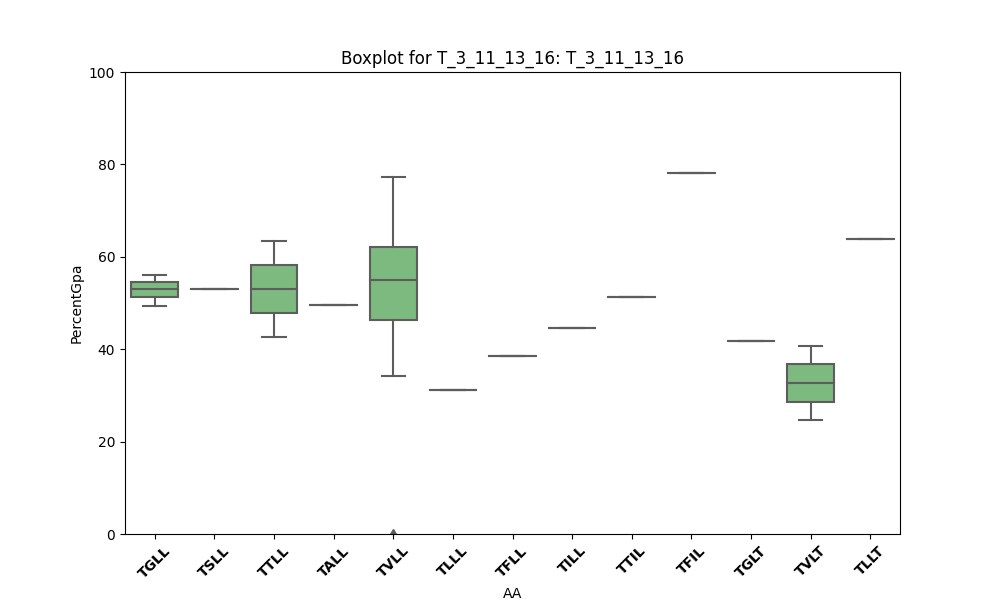 Boxplot for T_3_11_13_16: T_3_11_13_16
100
80
60
40
20
0
PercentGpa
TGLL TSLL TTLL TALL TVLL TLLL TFLL TILL TTIL TFIL TGLT TVLT TLLT
AA